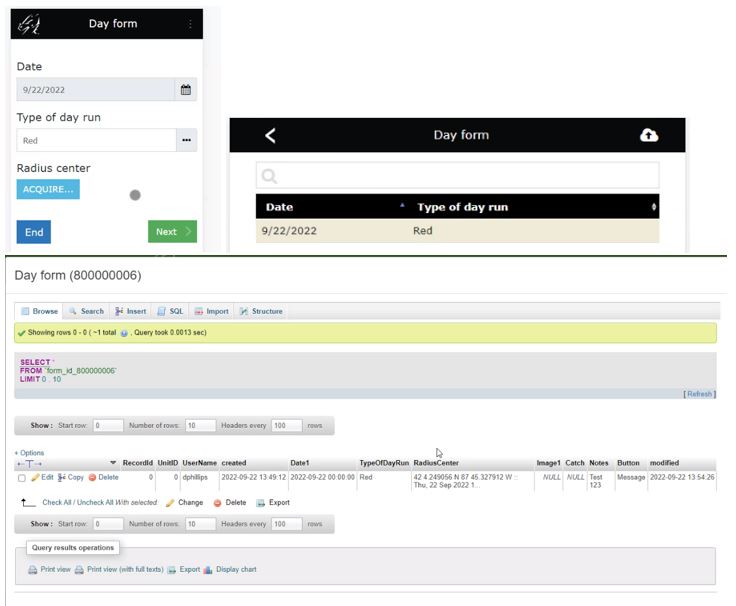 Day form
Date
9/22/2022
Type of day run
Red
Radius center
ACQUIRE...
End
Next
Day form
Date Type of day run
9/22/2022 Red
Day form (800000006)
Browse Search Insert SQL Import Structure
Showing rows 0 - 0 ( ~1 total , Query took 0.0013 sec)
SELECT *
FROM `form_id_800000006`
LIMIT 0 , 10
[ Refresh ]
Show : Start row: 0 Number of rows: 10 Headers every 100 rows
+ Options
←T→ RecordId UnitID UserName created Date1 TypeOfDayRun RadiusCenter Image1 Catch Notes Button modified
Edit Copy Delete 0 0 dphillips 2022-09-22 13:49:12 2022-09-22 00:00:00 Red 42 4.249056 N 87 45.327912 W :: NULL NULL Test Message 2022-09-22 13:54:26
Thu, 22 Sep 2022 1... 123
Check All / Uncheck All With selected: Change Delete Export
Show : Start row: 0 Number of rows: 10 Headers every 100 rows
Query results operations
Print view Print view (with full texts) Export Display chart